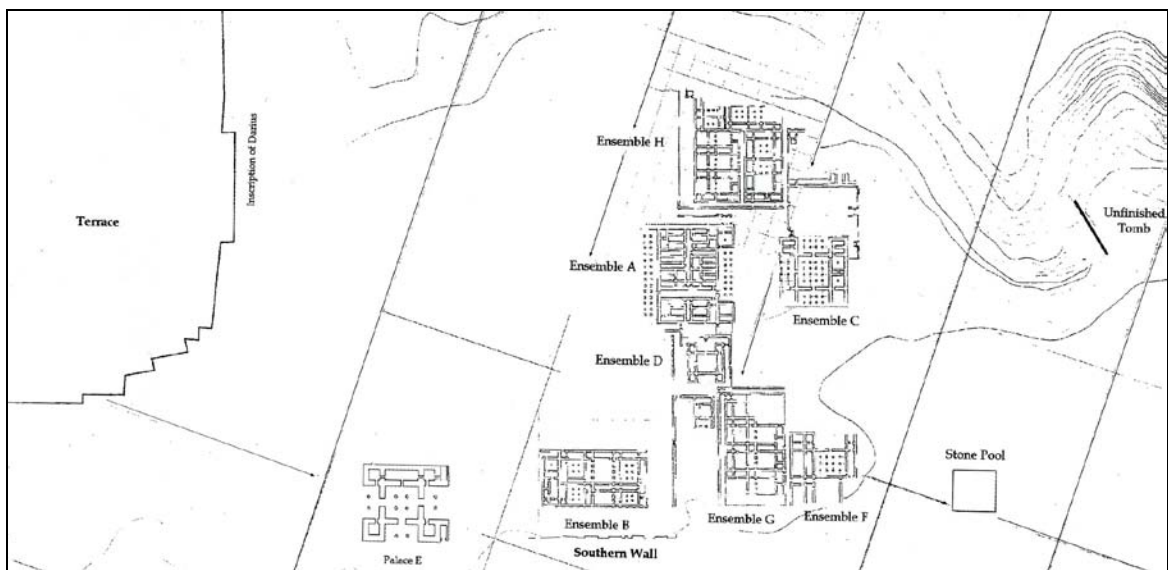 Inscription of Darius
Terrace
Ensemble H
Unfinished
Tomb
Ensemble A
Ensemble C
Ensemble D
Stone Pool
Ensemble B
Ensemble G
Ensemble F
Southern Wall
Palace E